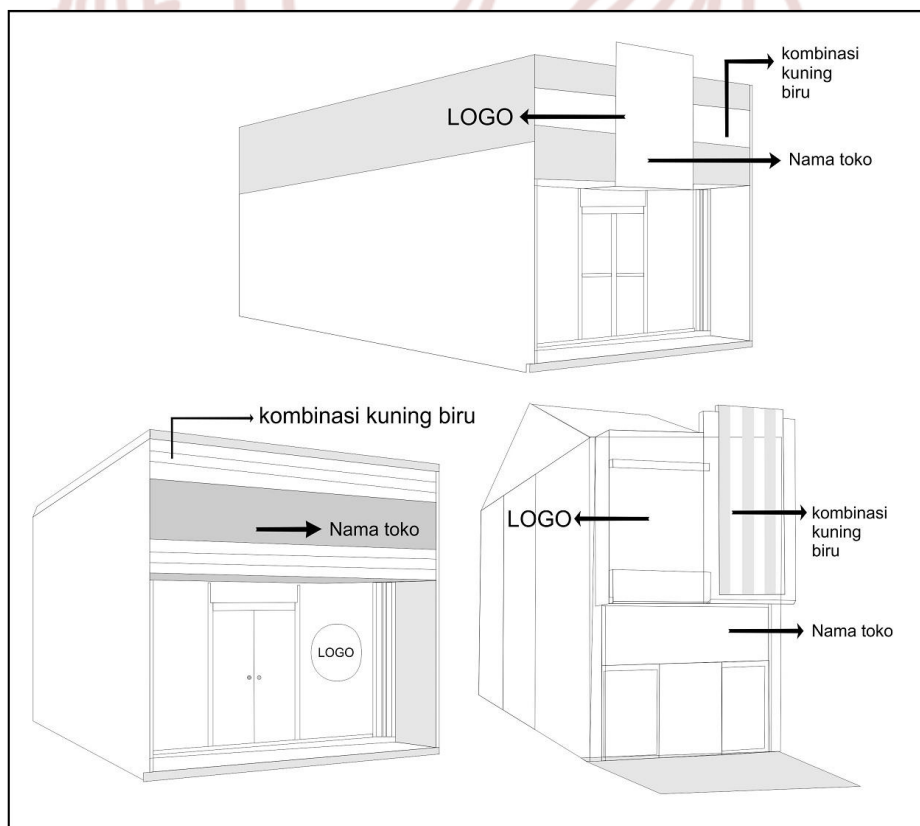 kombinasi
kuning
biru
LOGO
Nama toko
kombinasi kuning biru
Nama toko
LOGO
LOGO
kombinasi
kuning
biru
Nama toko